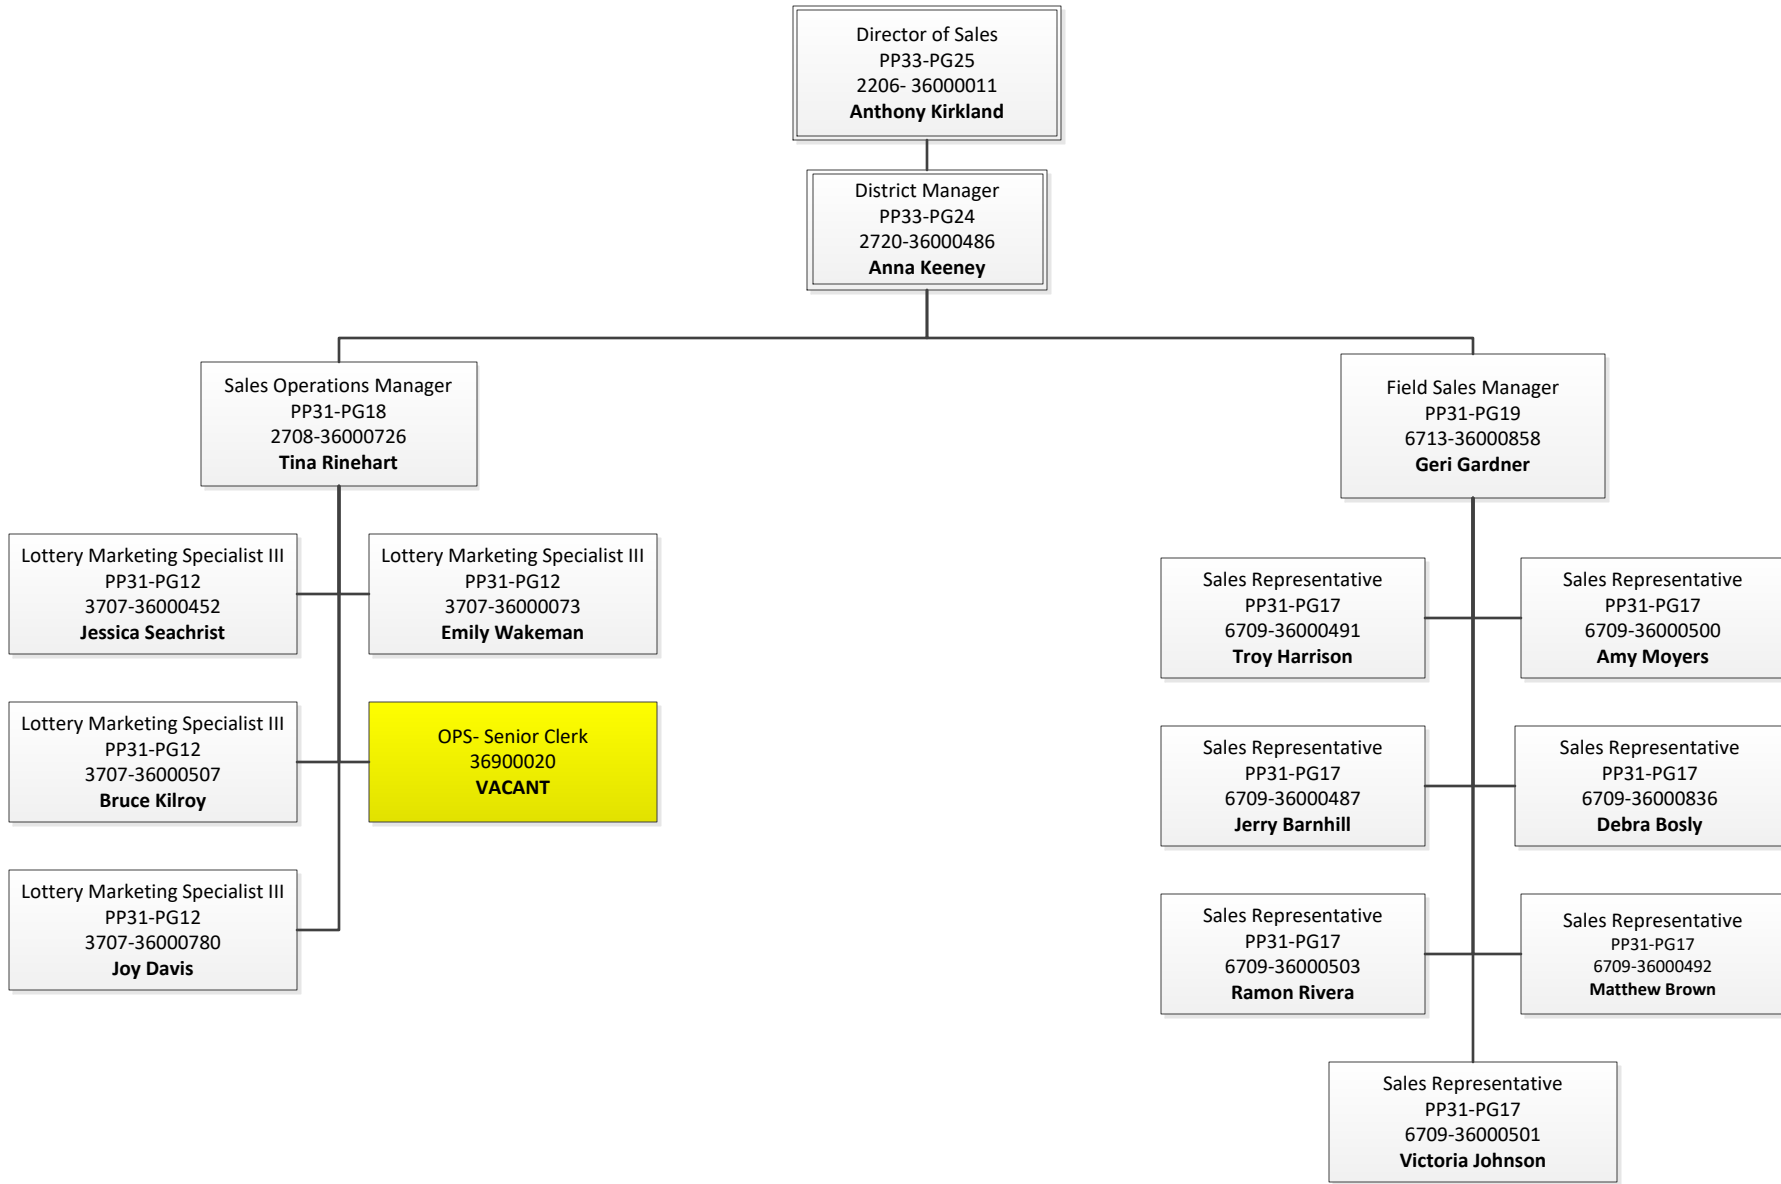 Director of Sales
PP33-PG25
2206- 36000011
Anthony Kirkland
District Manager
PP33-PG24
2720-36000486
Anna Keeney
Sales Operations Manager
PP31-PG18
2708-36000726
Tina Rinehart
Field Sales Manager
PP31-PG19
6713-36000858
Geri Gardner
Lottery Marketing Specialist III
PP31-PG12
3707-36000452
Jessica Seachrist
Lottery Marketing Specialist III
PP31-PG12
3707-36000073
Emily Wakeman
Lottery Marketing Specialist III
PP31-PG12
3707-36000507
Bruce Kilroy
OPS- Senior Clerk
36900020
VACANT
Lottery Marketing Specialist III
PP31-PG12
3707-36000780
Joy Davis
Sales Representative
PP31-PG17
6709-36000491
Troy Harrison
Sales Representative
PP31-PG17
6709-36000500
Amy Moyers
Sales Representative
PP31-PG17
6709-36000487
Jerry Barnhill
Sales Representative
PP31-PG17
6709-36000836
Debra Bosly
Sales Representative
PP31-PG17
6709-36000503
Ramon Rivera
Sales Representative
PP31-PG17
6709-36000492
Matthew Brown
Sales Representative
PP31-PG17
6709-36000501
Victoria Johnson